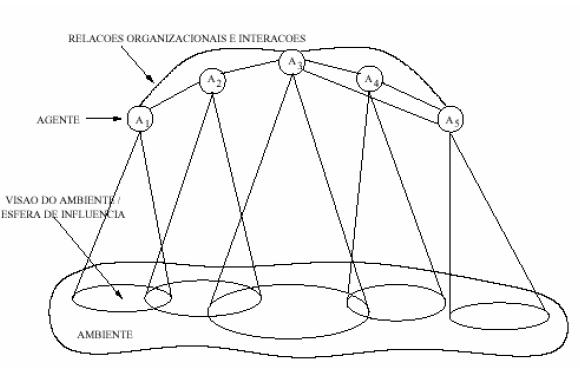 RELACOES ORGANIZACIONAIS E INTERACOES
A3
A2
A4
AGENTE
A1
A5
VISAO DO AMBIENTE /
ESFERA DE INFLUENCIA
AMBIENTE